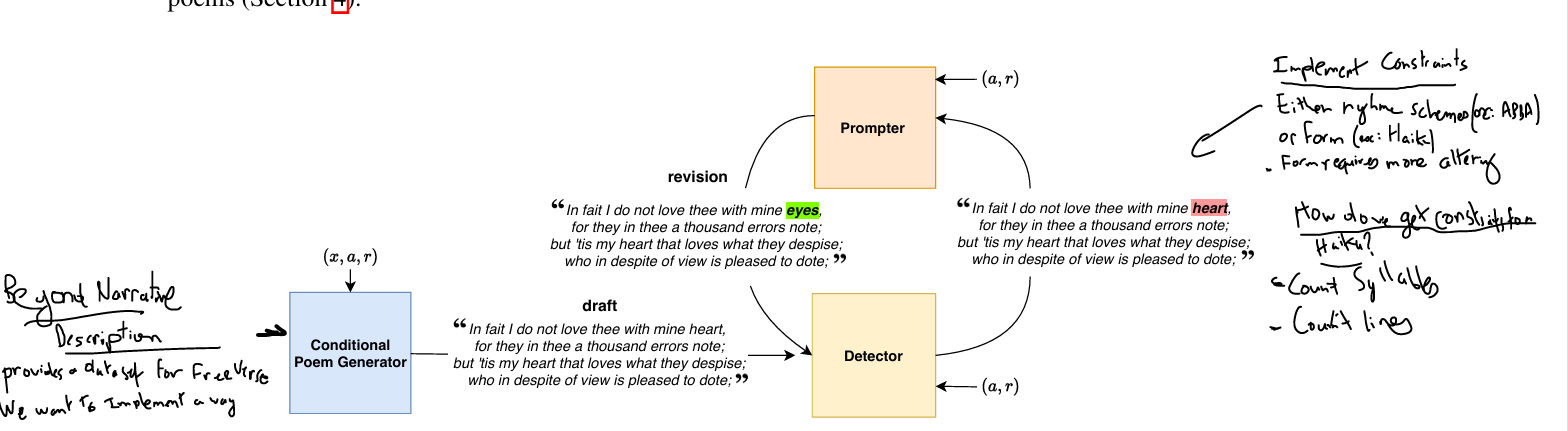 poems (Section 4).
Implement Constraints
Either ryhme schemes (ex: ABBA)
or Form (ex: Haik)
- Form requires more altering
How do we get constraints for
Haiku?
- Count Syllables
- Count lines
(a, r)
Prompter
revision
“In fait I do not love thee with mine eyes,
for they in thee a thousand errors note;
but 'tis my heart that loves what they despise;
who in despite of view is pleased to dote;”
“In fait I do not love thee with mine heart,
for they in thee a thousand errors note;
but 'tis my heart that loves what they despise;
who in despite of view is pleased to dote;”
(x, a, r)
Conditional
Poem Generator
draft
“In fait I do not love thee with mine heart,
for they in thee a thousand errors note;
but 'tis my heart that loves what they despise;
who in despite of view is pleased to dote;”
Detector
(a, r)
Beyond Narrative
Description
provides a dataset for Free Verse
We want to Implement a way